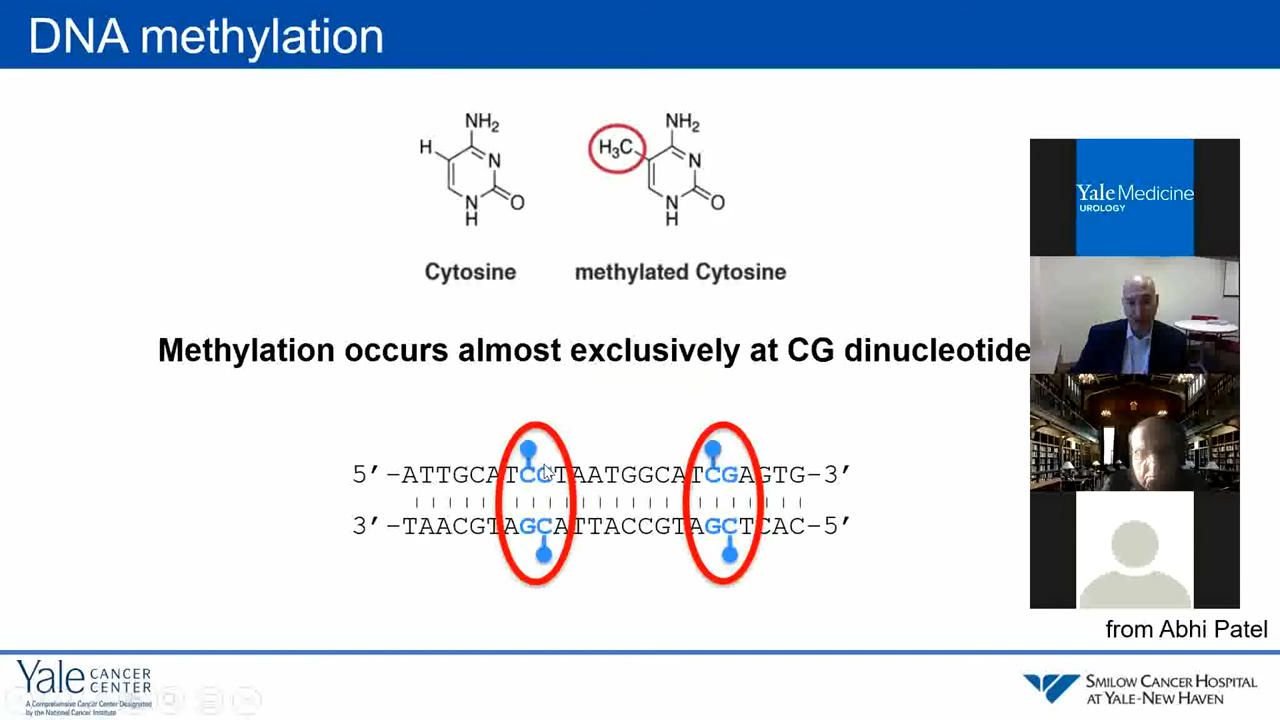 DNA methylation
NH2
H
N
N
H
O
Cytosine
NH2
H3C
N
N
H
O
methylated Cytosine
Methylation occurs almost exclusively at CG dinucleotide
5’-ATTGCATCGTAATGGCATCGAGTG-3’
3’-TAACGTAGCATTACCGTAGCTCAC-5’
Yale Medicine
UROLOGY
from Abhi Patel
Yale CANCER
CENTER
A Comprehensive Cancer Center Designated
by the National Cancer Institute
SMILOW CANCER HOSPITAL
AT YALE-NEW HAVEN